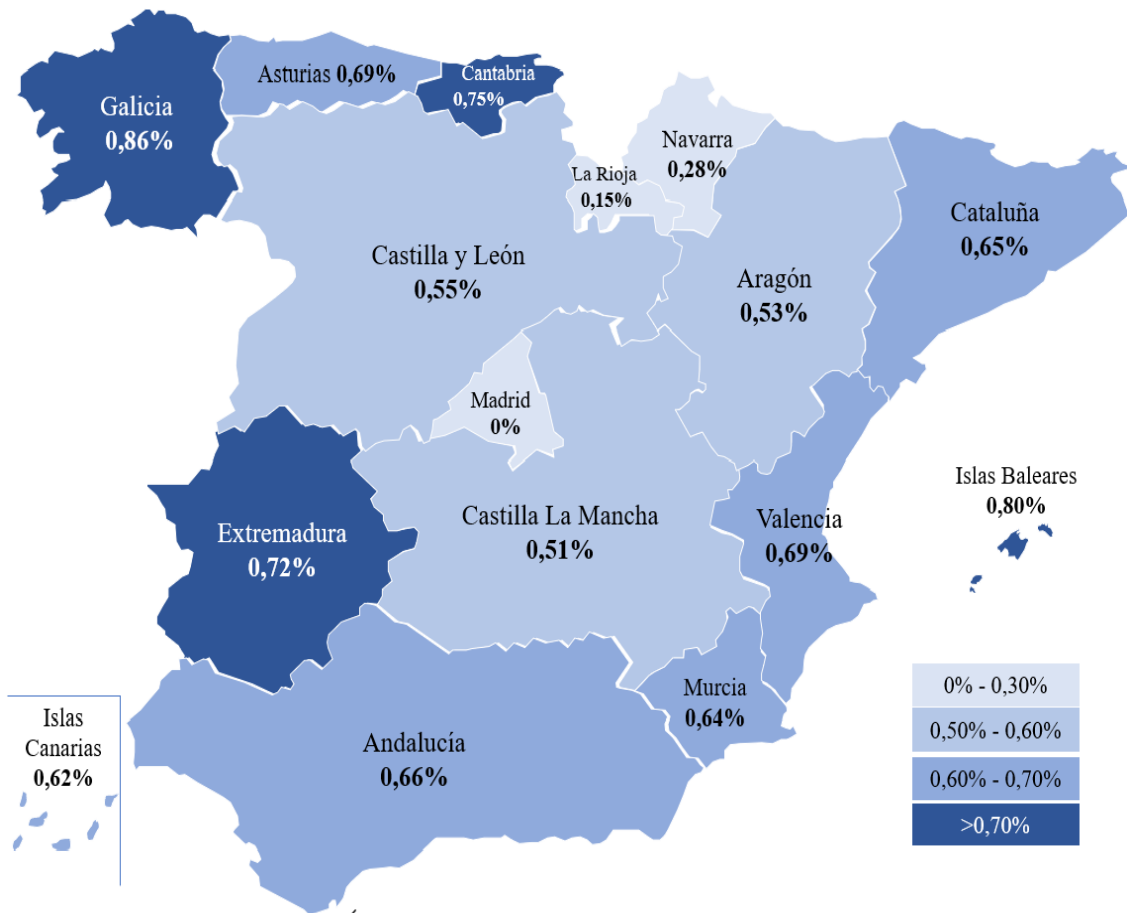 Asturias 0,69%
Cantabria
0,75%
Galicia
0,86%
Navarra
0,28%
La Rioja
0,15%
Cataluña
0,65%
Castilla y León
0,55%
Aragón
0,53%
Madrid
0%
Islas Baleares
0,80%
Extremadura
0,72%
Castilla La Mancha
0,51%
Valencia
0,69%
Murcia
0,64%
Islas
Canarias
0,62%
Andalucía
0,66%
0% - 0,30%
0,50% - 0,60%
0,60% - 0,70%
>0,70%